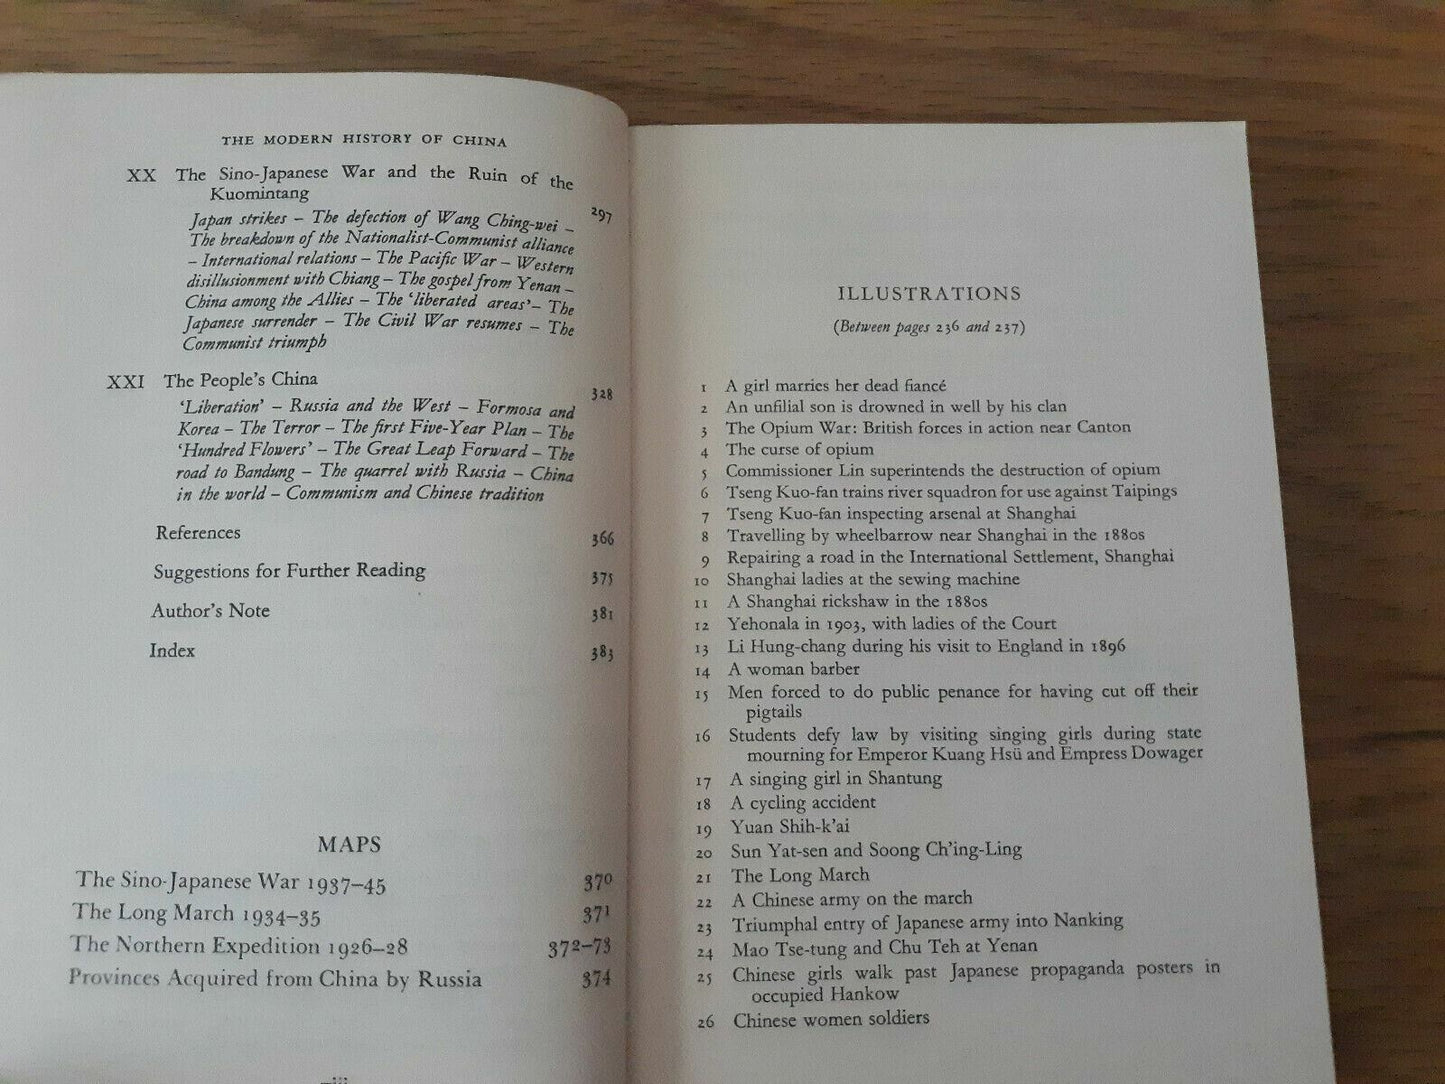 THE MODERN HISTORY OF CHINA
XX The Sino-Japanese War and the Ruin of the
Kuomintang 297
Japan strikes – The defection of Wang Ching-wei –
The breakdown of the Nationalist-Communist alliance
– International relations – The Pacific War – Western
disillusionment with Chiang – The gospel from Yenan –
China among the Allies – The 'liberated areas' – The
Japanese surrender – The Civil War resumes – The
Communist triumph
XXI The People's China 328
'Liberation' – Russia and the West – Formosa and
Korea – The Terror – The first Five-Year Plan – The
'Hundred Flowers' – The Great Leap Forward – The
road to Bandung – The quarrel with Russia – China
in the world – Communism and Chinese tradition
References 366
Suggestions for Further Reading 375
Author's Note 381
Index 383
MAPS
The Sino-Japanese War 1937–45 370
The Long March 1934–35 371
The Northern Expedition 1926–28 372–73
Provinces Acquired from China by Russia 374
ILLUSTRATIONS
(Between pages 236 and 237)
1 A girl marries her dead fiancé
2 An unfilial son is drowned in well by his clan
3 The Opium War: British forces in action near Canton
4 The curse of opium
5 Commissioner Lin superintends the destruction of opium
6 Tseng Kuo-fan trains river squadron for use against Taipings
7 Tseng Kuo-fan inspecting arsenal at Shanghai
8 Travelling by wheelbarrow near Shanghai in the 1880s
9 Repairing a road in the International Settlement, Shanghai
10 Shanghai ladies at the sewing machine
11 A Shanghai rickshaw in the 1880s
12 Yehonala in 1903, with ladies of the Court
13 Li Hung-chang during his visit to England in 1896
14 A woman barber
15 Men forced to do public penance for having cut off their
pigtails
16 Students defy law by visiting singing girls during state
mourning for Emperor Kuang Hsü and Empress Dowager
17 A singing girl in Shantung
18 A cycling accident
19 Yuan Shih-k'ai
20 Sun Yat-sen and Soong Ch'ing-Ling
21 The Long March
22 A Chinese army on the march
23 Triumphal entry of Japanese army into Nanking
24 Mao Tse-tung and Chu Teh at Yenan
25 Chinese girls walk past Japanese propaganda posters in
occupied Hankow
26 Chinese women soldiers